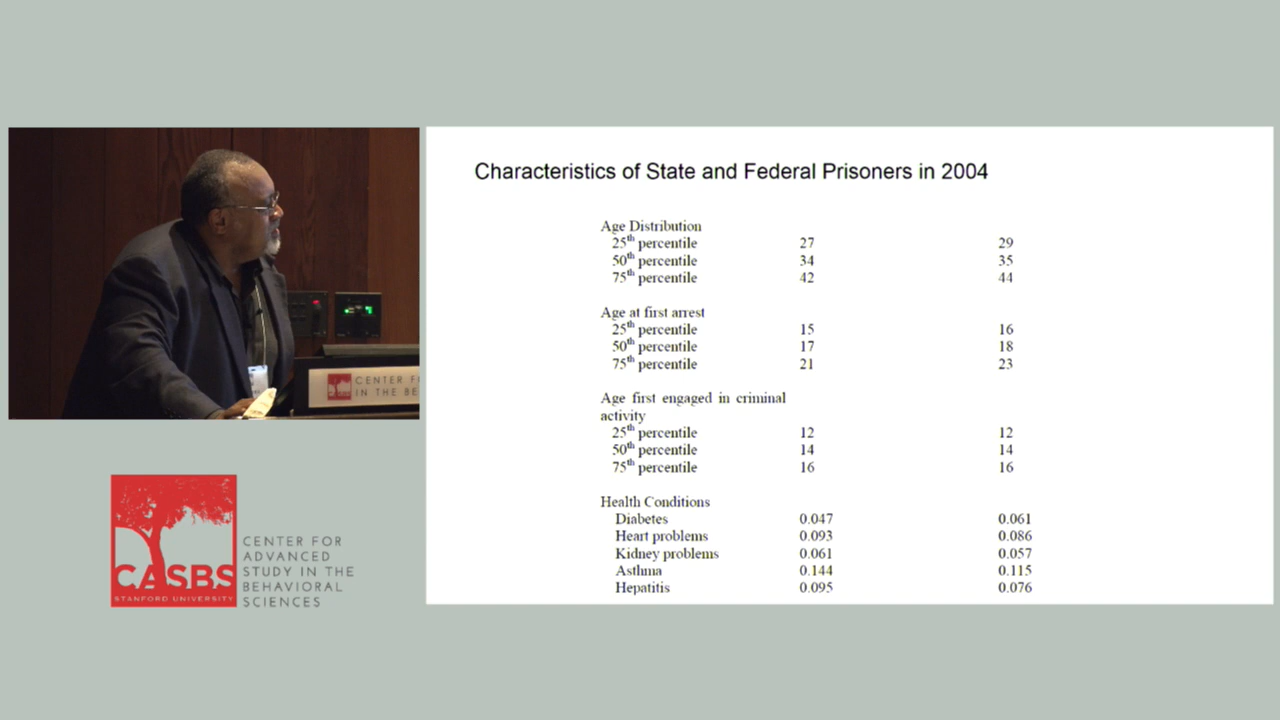 Characteristics of State and Federal Prisoners in 2004
Age Distribution
25th percentile 27 29
50th percentile 34 35
75th percentile 42 44
Age at first arrest
25th percentile 15 16
50th percentile 17 18
75th percentile 21 23
Age first engaged in criminal
activity
25th percentile 12 12
50th percentile 14 14
75th percentile 16 16
Health Conditions
Diabetes 0.047 0.061
Heart problems 0.093 0.086
Kidney problems 0.061 0.057
Asthma 0.144 0.115
Hepatitis 0.095 0.076
CENTER F
IN THE BE
CASBS
STANFORD UNIVERSITY
CENTER FOR
ADVANCED
STUDY IN THE
BEHAVIORAL
SCIENCES